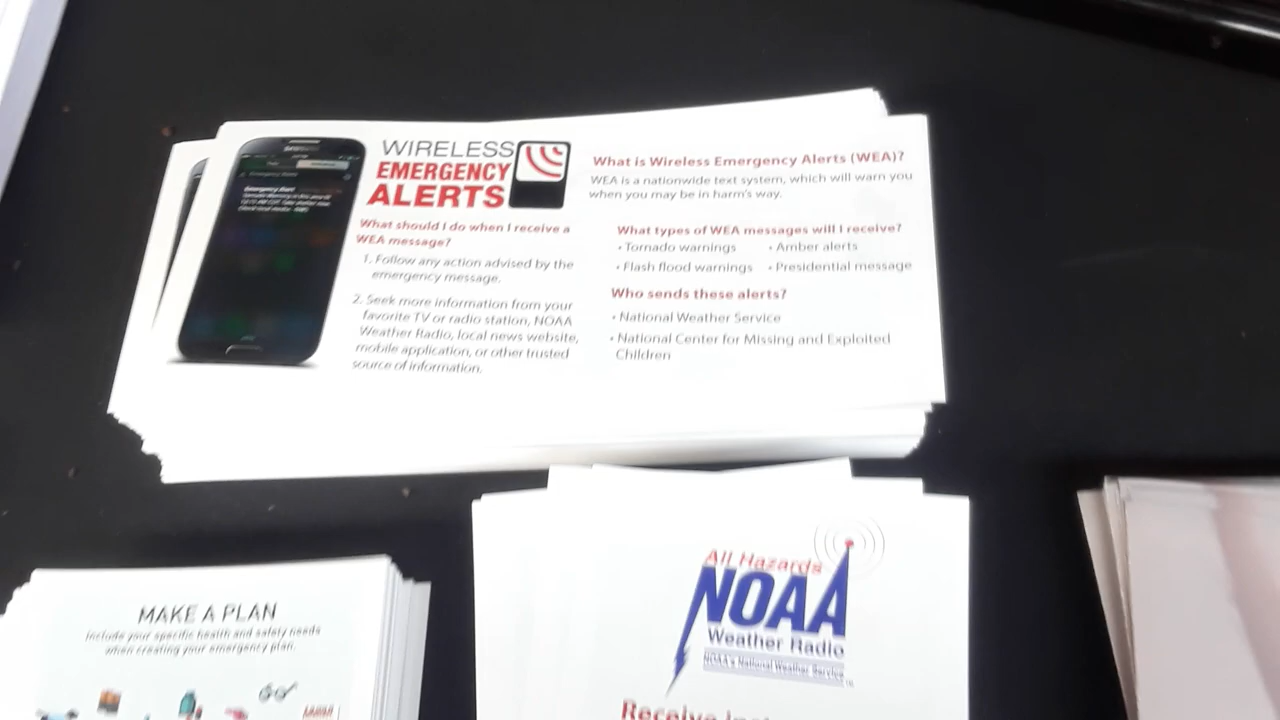 WIRELESS
EMERGENCY
ALERTS
What should I do when I receive a
WEA message?
1. Follow any action advised by the
emergency message.
2. Seek more information from your
favorite TV or radio station, NOAA
Weather Radio, local news website,
mobile application, or other trusted
source of information.
What is Wireless Emergency Alerts (WEA)?
WEA is a nationwide text system, which will warn you
when you may be in harm's way.
What types of WEA messages will I receive?
• Tornado warnings • Amber alerts
• Flash flood warnings • Presidential message
Who sends these alerts?
• National Weather Service
• National Center for Missing and Exploited
Children
MAKE A PLAN
Include your specific health and safety needs
when creating your emergency plan.
All Hazards
NOAA
Weather Radio
NOAA's National Weather Service
Receive